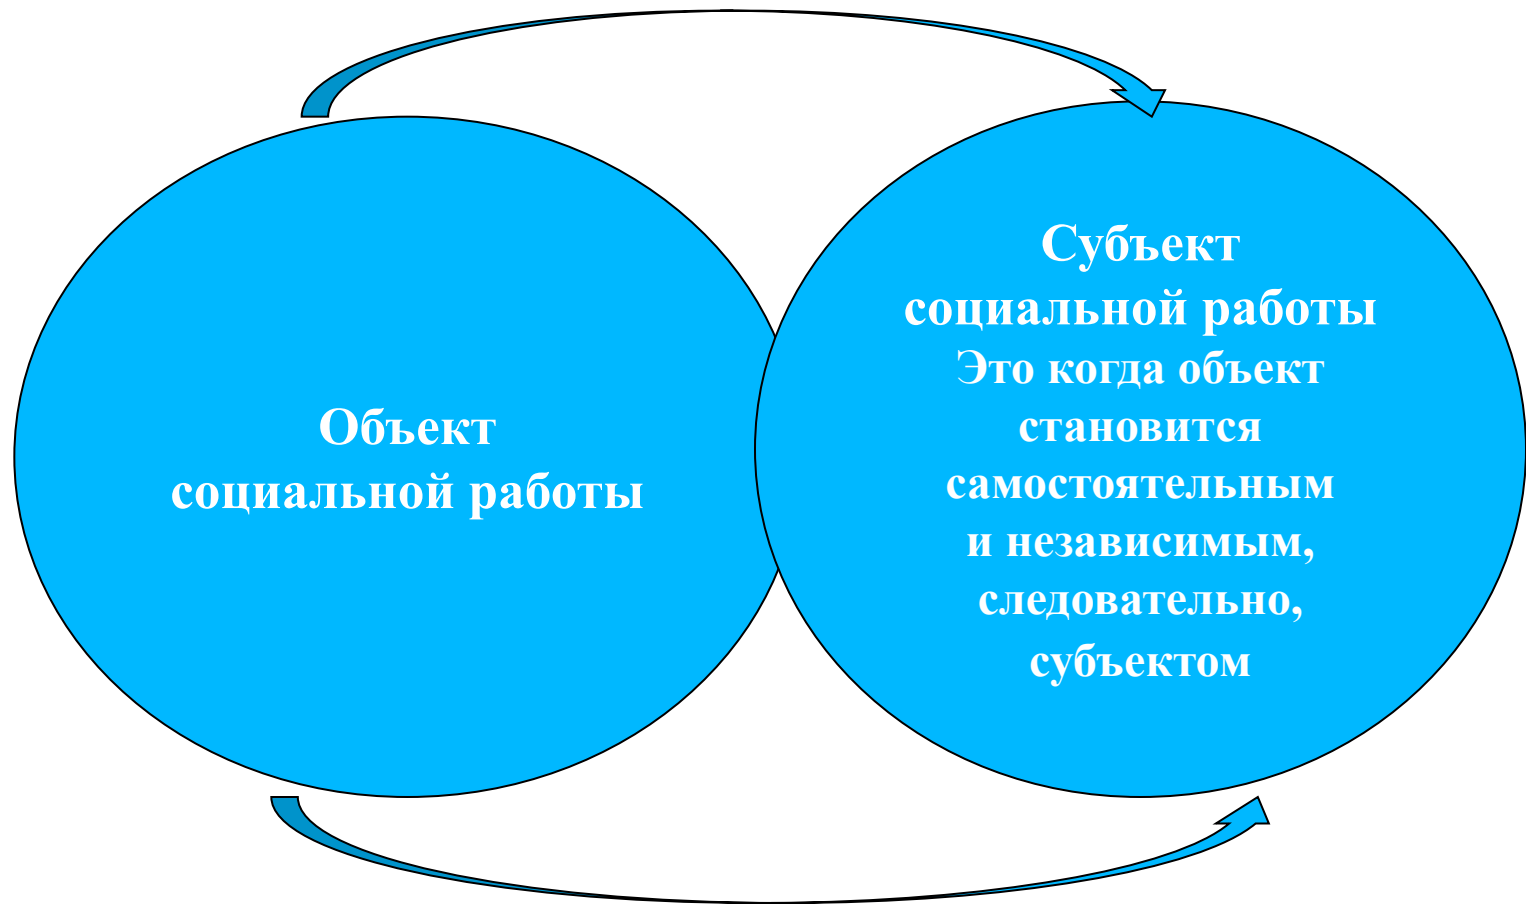 Объект
социальной работы
Субъект
социальной работы
Это когда объект
становится
самостоятельным
и независимым,
следовательно,
субъектом